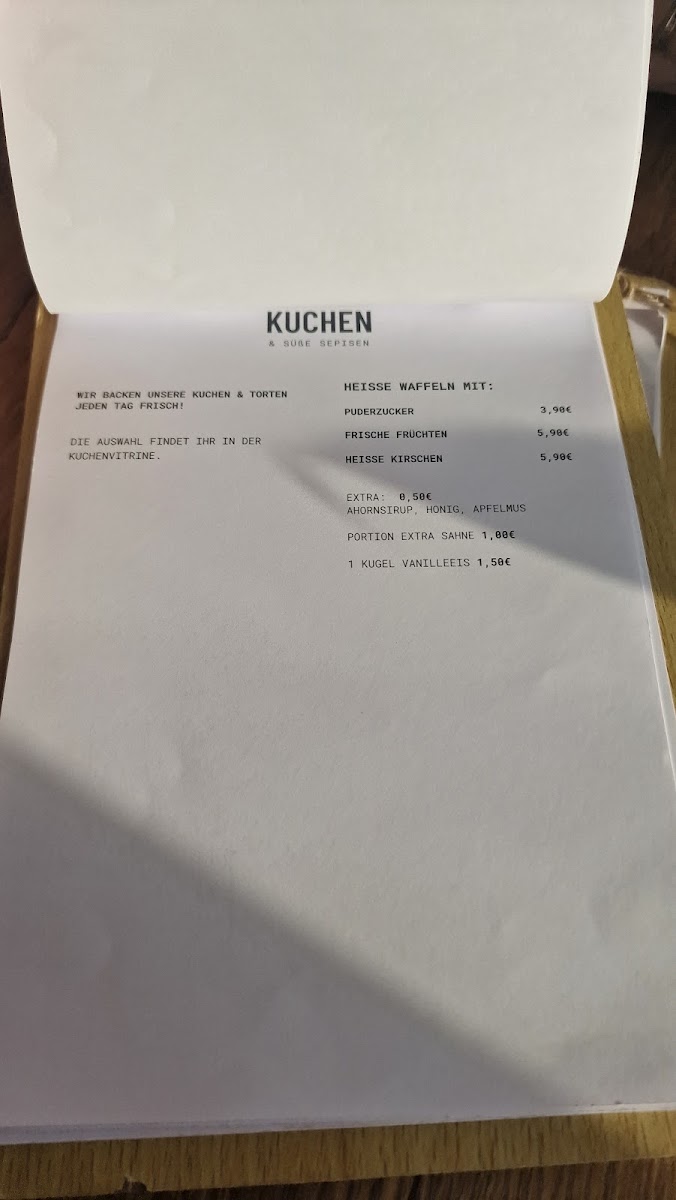 KUCHEN
& SÜßE SEPISEN
WIR BACKEN UNSERE KUCHEN & TORTEN
JEDEN TAG FRISCH!
DIE AUSWAHL FINDET IHR IN DER
KUCHENVITRINE.
HEISSE WAFFELN MIT:
PUDERZUCKER 3,90€
FRISCHE FRÜCHTEN 5,90€
HEISSE KIRSCHEN 5,90€
EXTRA: 0,50€
AHORNSIRUP, HONIG, APFELMUS
PORTION EXTRA SAHNE 1,00€
1 KUGEL VANILLEEIS 1,50€